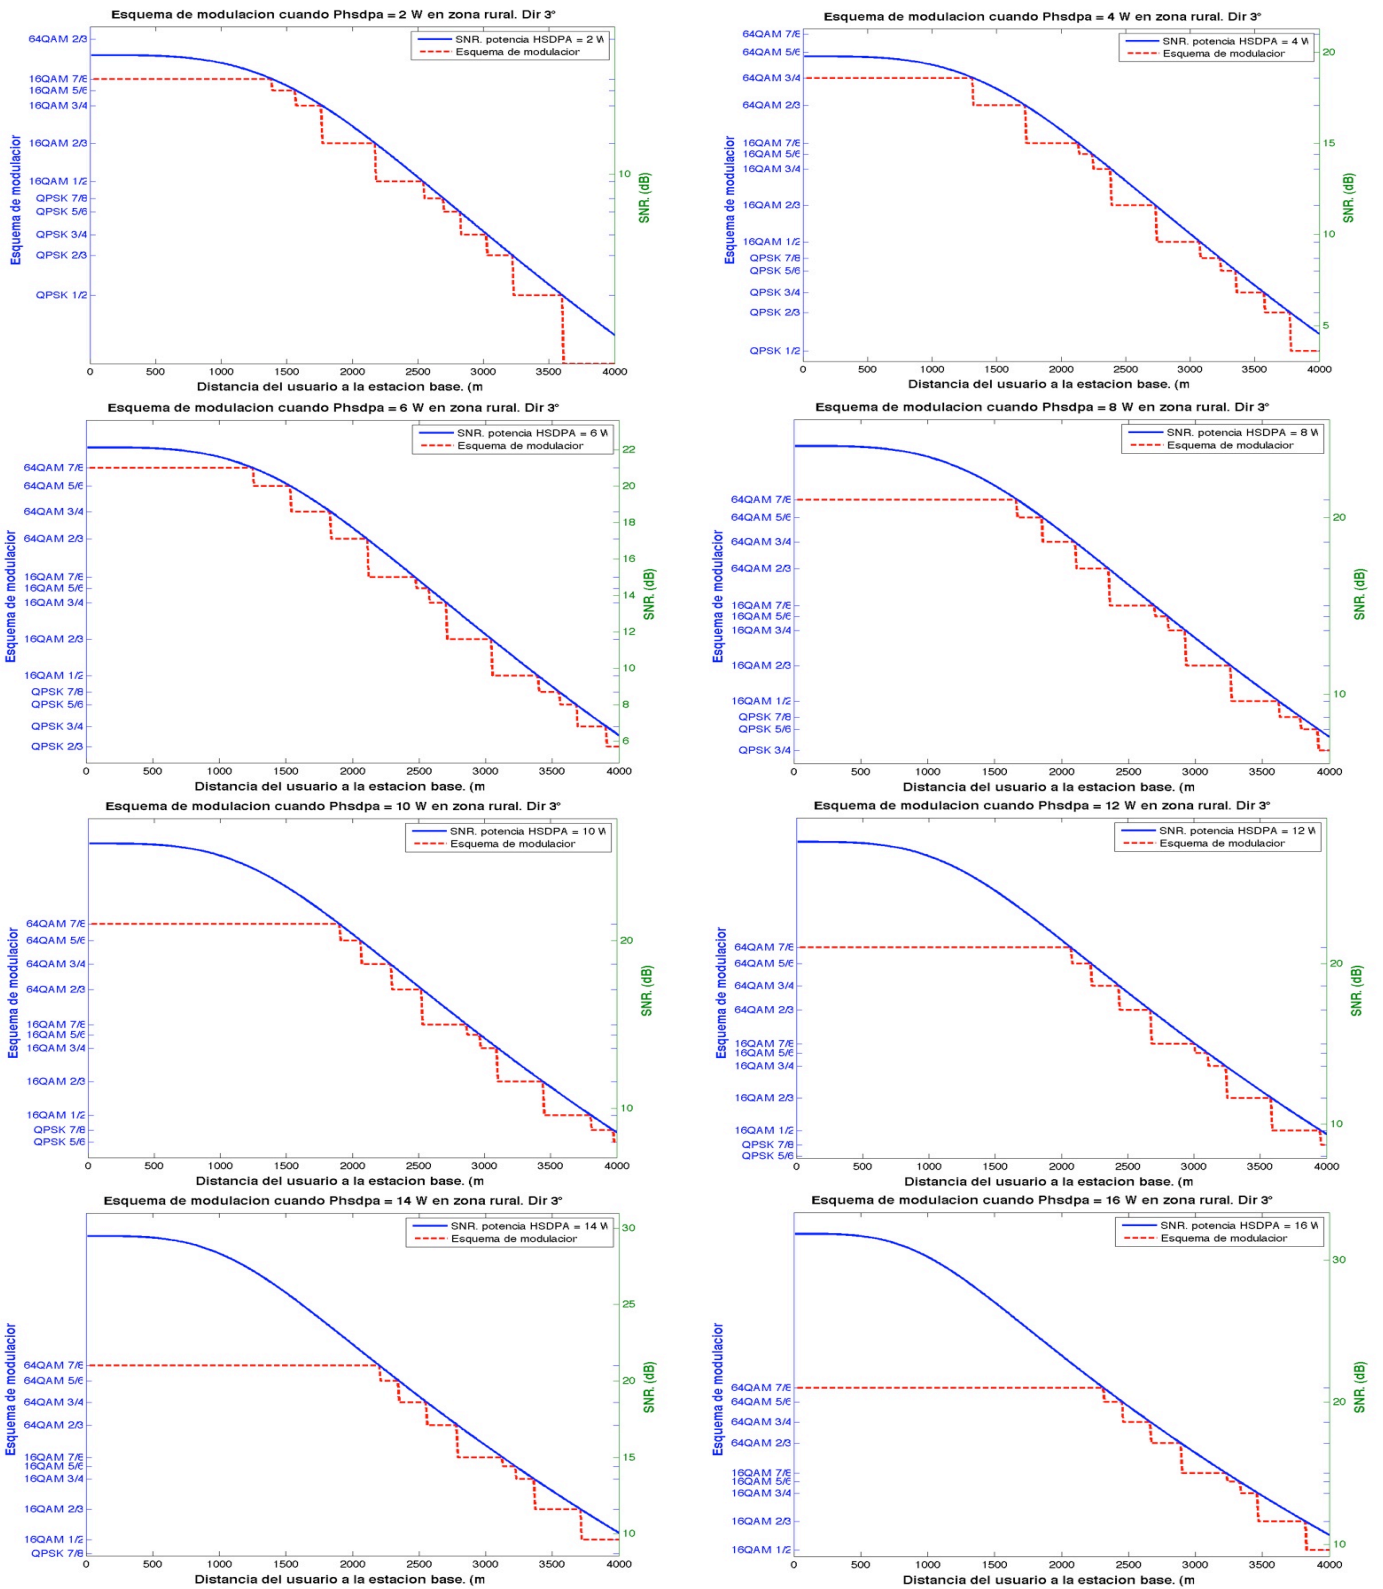 Esquema de modulacion cuando Phsdpa = 2 W en zona rural. Dir 3°
64QAM 2/3
16QAM 7/8
16QAM 5/6
16QAM 3/4
16QAM 2/3
16QAM 1/2
QPSK 7/8
QPSK 5/6
QPSK 3/4
QPSK 2/3
QPSK 1/2
Esquema de modulacior
SNR. potencia HSDPA = 2 W
Esquema de modulacior
10
SNR. (dB)
0 500 1000 1500 2000 2500 3000 3500 4000
Distancia del usuario a la estacion base. (m
Esquema de modulacion cuando Phsdpa = 4 W en zona rural. Dir 3°
64QAM 7/8
64QAM 5/6
64QAM 3/4
64QAM 2/3
16QAM 7/8
16QAM 5/6
16QAM 3/4
16QAM 2/3
16QAM 1/2
QPSK 7/8
QPSK 5/6
QPSK 3/4
QPSK 2/3
QPSK 1/2
Esquema de modulacior
SNR. potencia HSDPA = 4 W
Esquema de modulacior
20
15
10
5
SNR. (dB)
0 500 1000 1500 2000 2500 3000 3500 4000
Distancia del usuario a la estacion base. (m
Esquema de modulacion cuando Phsdpa = 6 W en zona rural. Dir 3°
64QAM 7/8
64QAM 5/6
64QAM 3/4
64QAM 2/3
16QAM 7/8
16QAM 5/6
16QAM 3/4
16QAM 2/3
16QAM 1/2
QPSK 7/8
QPSK 5/6
QPSK 3/4
QPSK 2/3
Esquema de modulacior
SNR. potencia HSDPA = 6 W
Esquema de modulacior
22
20
18
16
14
12
10
8
6
SNR. (dB)
0 500 1000 1500 2000 2500 3000 3500 4000
Distancia del usuario a la estacion base. (m
Esquema de modulacion cuando Phsdpa = 8 W en zona rural. Dir 3°
64QAM 7/8
64QAM 5/6
64QAM 3/4
64QAM 2/3
16QAM 7/8
16QAM 5/6
16QAM 3/4
16QAM 2/3
16QAM 1/2
QPSK 7/8
QPSK 5/6
QPSK 3/4
Esquema de modulacior
SNR. potencia HSDPA = 8 W
Esquema de modulacior
20
10
SNR. (dB)
0 500 1000 1500 2000 2500 3000 3500 4000
Distancia del usuario a la estacion base. (m
Esquema de modulacion cuando Phsdpa = 10 W en zona rural. Dir 3°
64QAM 7/8
64QAM 5/6
64QAM 3/4
64QAM 2/3
16QAM 7/8
16QAM 5/6
16QAM 3/4
16QAM 2/3
16QAM 1/2
QPSK 7/8
QPSK 5/6
Esquema de modulacior
SNR. potencia HSDPA = 10 W
Esquema de modulacior
20
10
SNR. (dB)
0 500 1000 1500 2000 2500 3000 3500 4000
Distancia del usuario a la estacion base. (m
Esquema de modulacion cuando Phsdpa = 12 W en zona rural. Dir 3°
64QAM 7/8
64QAM 5/6
64QAM 3/4
64QAM 2/3
16QAM 7/8
16QAM 5/6
16QAM 3/4
16QAM 2/3
16QAM 1/2
QPSK 7/8
QPSK 5/6
Esquema de modulacior
SNR. potencia HSDPA = 12 W
Esquema de modulacior
20
10
SNR. (dB)
0 500 1000 1500 2000 2500 3000 3500 4000
Distancia del usuario a la estacion base. (m
Esquema de modulacion cuando Phsdpa = 14 W en zona rural. Dir 3°
64QAM 7/8
64QAM 5/6
64QAM 3/4
64QAM 2/3
16QAM 7/8
16QAM 5/6
16QAM 3/4
16QAM 2/3
16QAM 1/2
QPSK 7/8
Esquema de modulacior
SNR. potencia HSDPA = 14 W
Esquema de modulacior
30
25
20
15
10
SNR. (dB)
0 500 1000 1500 2000 2500 3000 3500 4000
Distancia del usuario a la estacion base. (m
Esquema de modulacion cuando Phsdpa = 16 W en zona rural. Dir 3°
64QAM 7/8
64QAM 5/6
64QAM 3/4
64QAM 2/3
16QAM 7/8
16QAM 5/6
16QAM 3/4
16QAM 2/3
16QAM 1/2
Esquema de modulacior
SNR. potencia HSDPA = 16 W
Esquema de modulacior
30
20
10
SNR. (dB)
0 500 1000 1500 2000 2500 3000 3500 4000
Distancia del usuario a la estacion base. (m